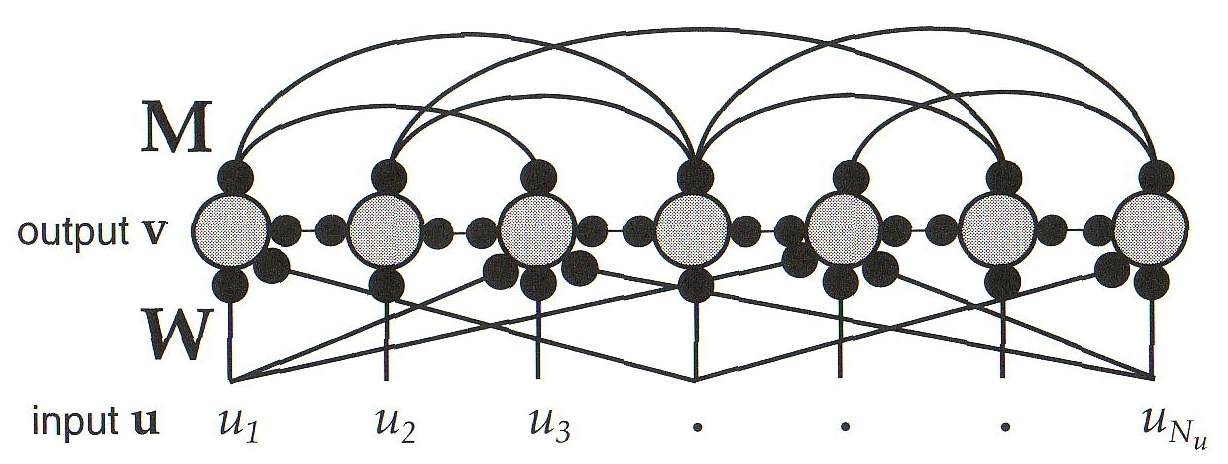 M
output v
W
input u u1 u2 u3 . . . uNu